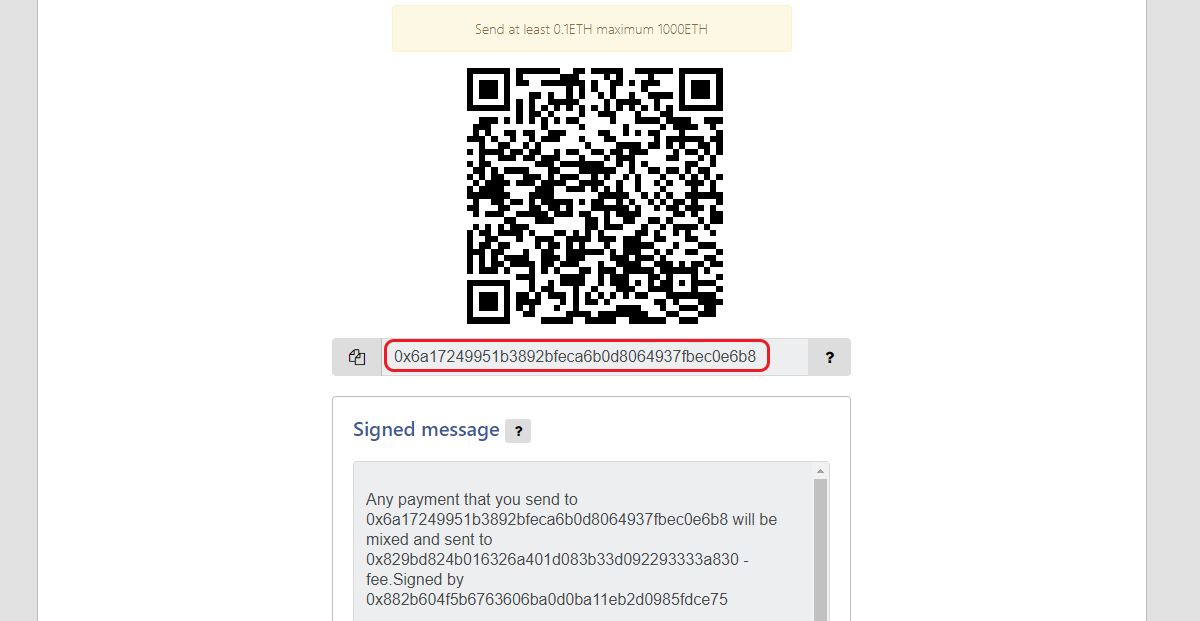 Send at least 0.1ETH maximum 1000ETH
0x6a17249951b3892bfeca6b0d8064937fbec0e6b8
?
Signed message ?
Any payment that you send to
0x6a17249951b3892bfeca6b0d8064937fbec0e6b8 will be
mixed and sent to
0x829bd824b016326a401d083b33d092293333a830 -
fee.Signed by
0x882b604f5b6763606ba0d0ba11eb2d0985fdce75